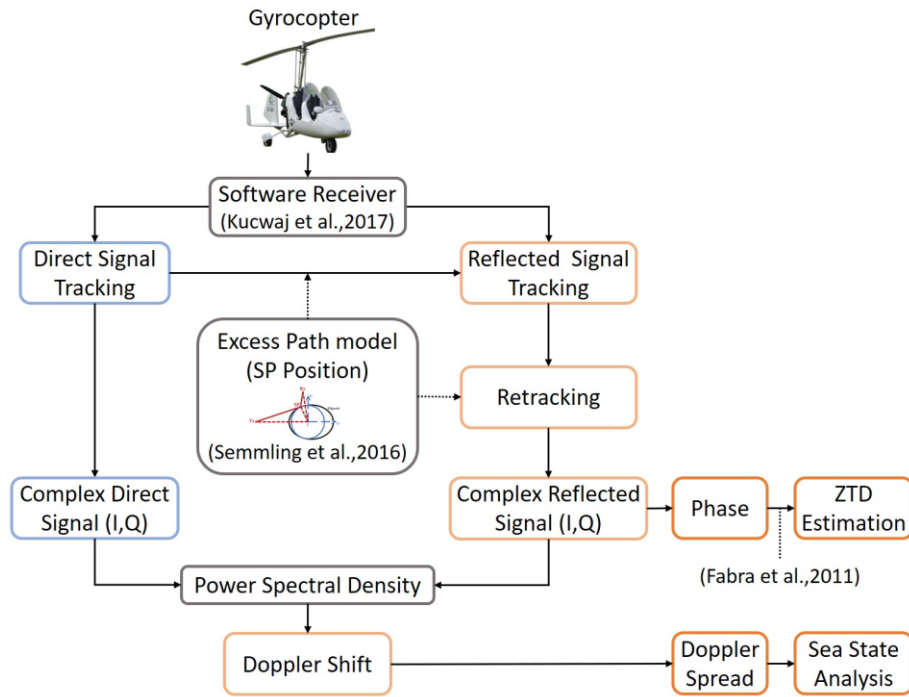 Gyrocopter
Software Receiver
(Kucwaj et al.,2017)
Direct Signal
Tracking
Reflected Signal
Tracking
Excess Path model
(SP Position)
(Semmling et al.,2016)
Retracking
Complex Direct
Signal (I,Q)
Complex Reflected
Signal (I,Q)
Phase
ZTD
Estimation
(Fabra et al.,2011)
Power Spectral Density
Doppler Shift
Doppler
Spread
Sea State
Analysis